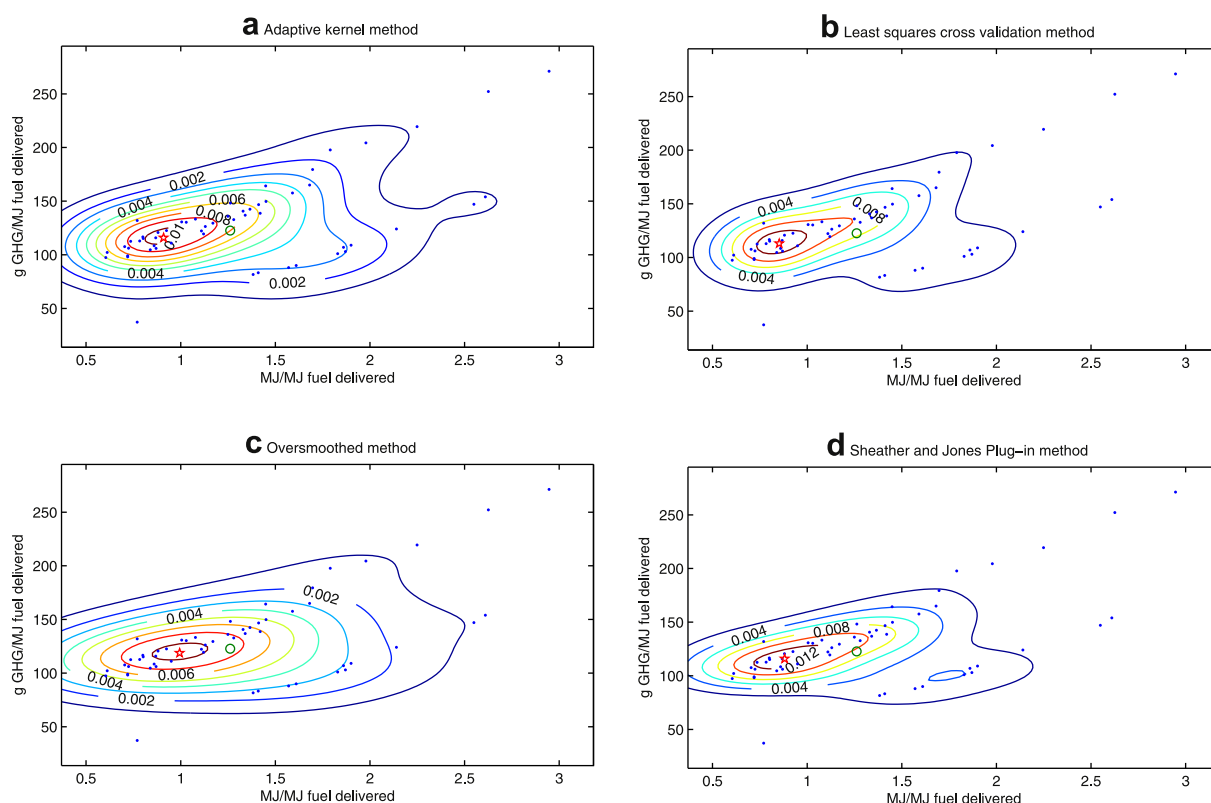 a Adaptive kernel method
250
200
150
100
50
0.5 1 1.5 2 2.5 3
MJ/MJ fuel delivered
g GHG/MJ fuel delivered
0.002
0.004
0.006
0.008
0.01
0.004
0.002
b Least squares cross validation method
250
200
150
100
50
0.5 1 1.5 2 2.5 3
MJ/MJ fuel delivered
g GHG/MJ fuel delivered
0.004
0.008
0.004
c Oversmoothed method
250
200
150
100
50
0.5 1 1.5 2 2.5 3
MJ/MJ fuel delivered
g GHG/MJ fuel delivered
0.002
0.004
0.006
0.004
0.002
d Sheather and Jones Plug-in method
250
200
150
100
50
0.5 1 1.5 2 2.5 3
MJ/MJ fuel delivered
g GHG/MJ fuel delivered
0.004
0.008
0.012
0.004